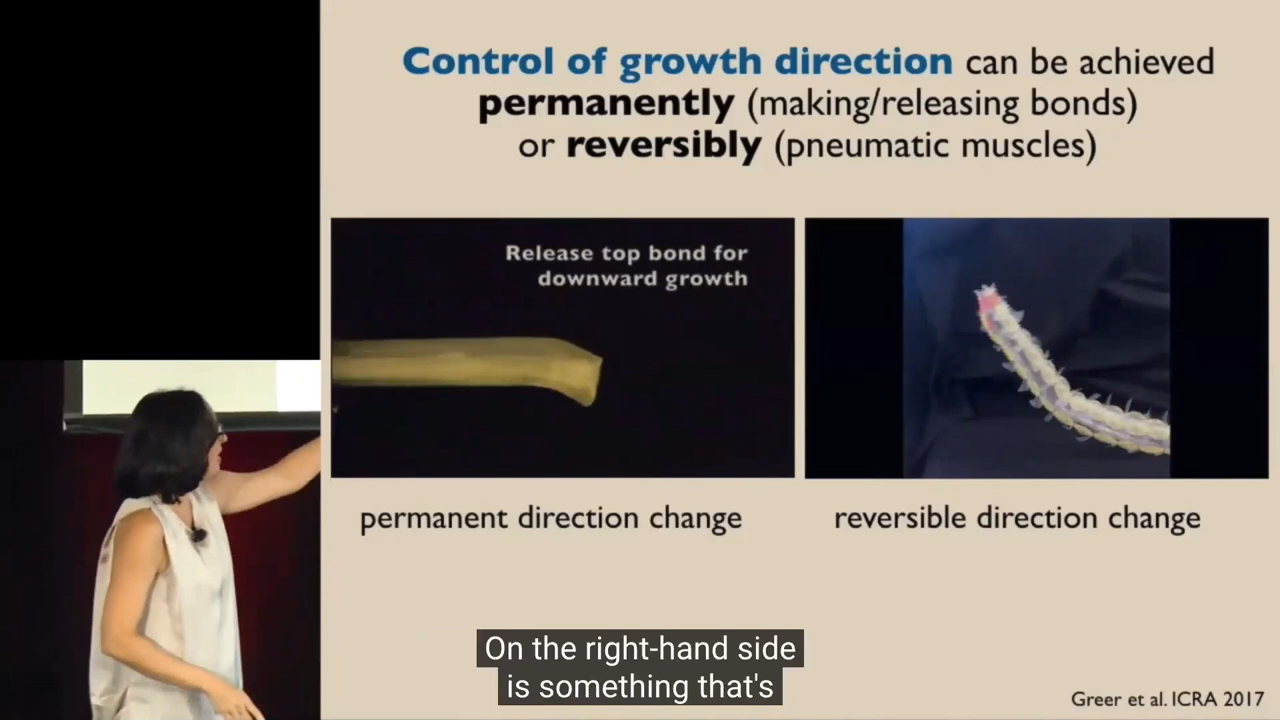 Control of growth direction can be achieved
permanently (making/releasing bonds)
or reversibly (pneumatic muscles)
Release top bond for
downward growth
permanent direction change
reversible direction change
On the right-hand side
is something that's
Greer et al. ICRA 2017